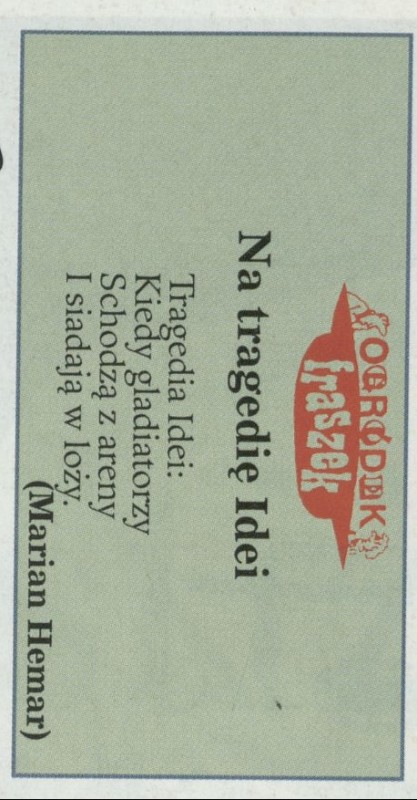 OGRÓDEK
fraszek
Na tragedię Idei
Tragedia Idei:
Kiedy gladiatorzy
Schodzą z areny
I siadają w loży.
(Marian Hemar)